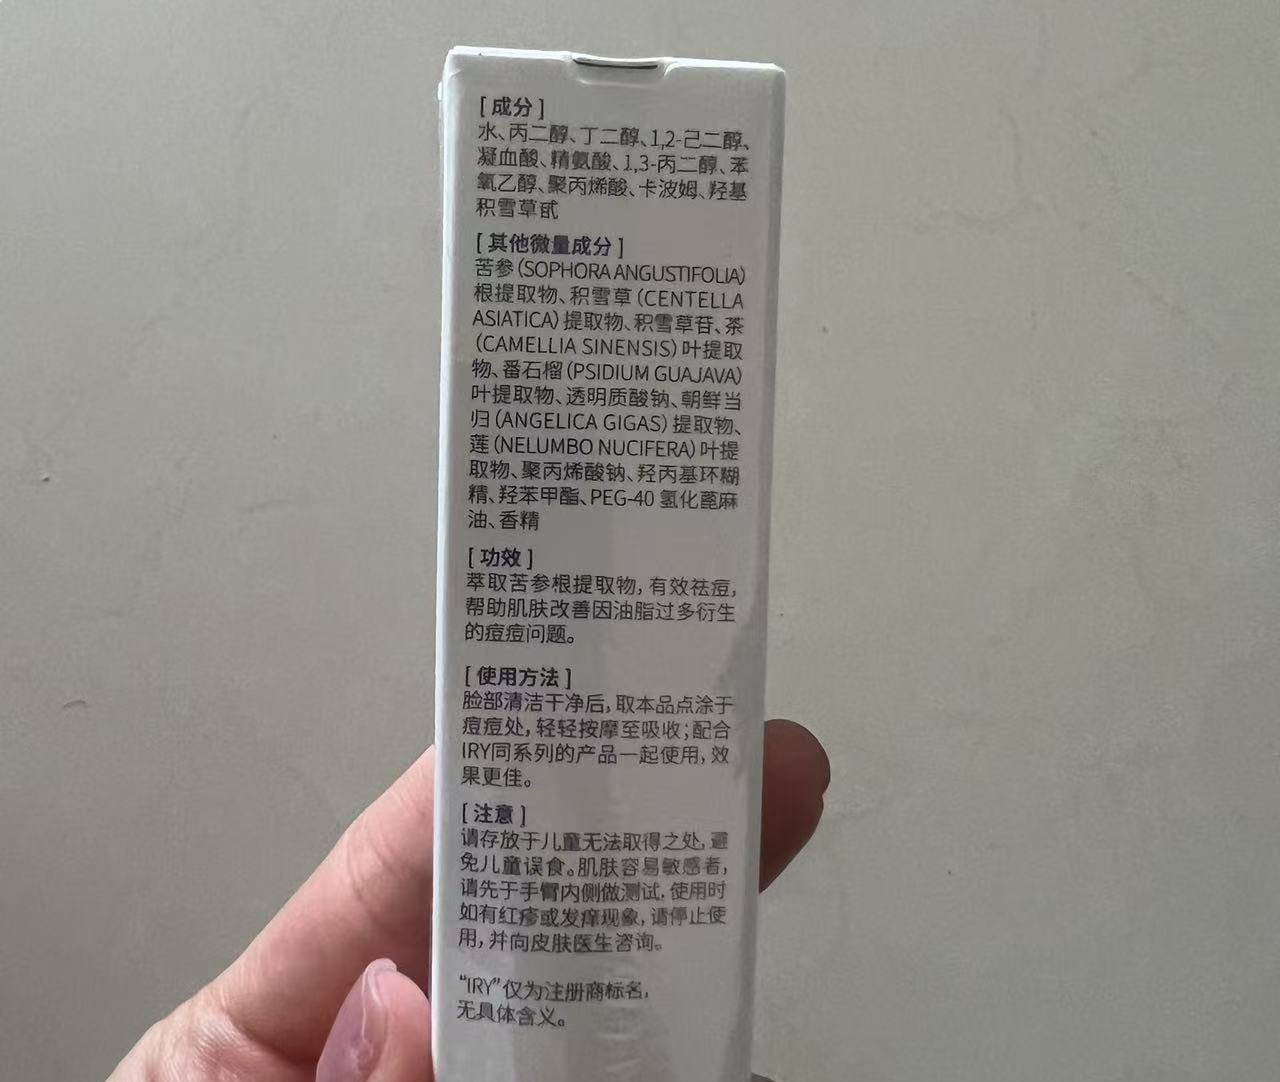 [ 成分 ]
水、丙二醇、丁二醇、1,2-己二醇、
凝血酸、精氨酸、1,3-丙二醇、苯
氧乙醇、聚丙烯酸、卡波姆、羟基
积雪草甙
[ 其他微量成分 ]
苦参(SOPHORA ANGUSTIFOLIA)
根提取物、积雪草(CENTELLA
ASIATICA)提取物、积雪草苷、茶
(CAMELLIA SINENSIS)叶提取
物、番石榴(PSIDIUM GUAJAVA)
叶提取物、透明质酸钠、朝鲜当
归(ANGELICA GIGAS)提取物、
莲(NELUMBO NUCIFERA)叶提
取物、聚丙烯酸钠、羟丙基环糊
精、羟苯甲酯、PEG-40 氢化蓖麻
油、香精
[ 功效 ]
萃取苦参根提取物,有效祛痘,
帮助肌肤改善因油脂过多衍生
的痘痘问题。
[ 使用方法 ]
脸部清洁干净后,取本品点涂于
痘痘处,轻轻按摩至吸收;配合
IRY同系列的产品一起使用,效
果更佳。
[ 注意 ]
请存放于儿童无法取得之处,避
免儿童误食。肌肤容易敏感者,
请先于手臂内侧做测试,使用时
如有红疹或发痒现象,请停止使
用,并向皮肤医生咨询。
“IRY”仅为注册商标名,
无具体含义。